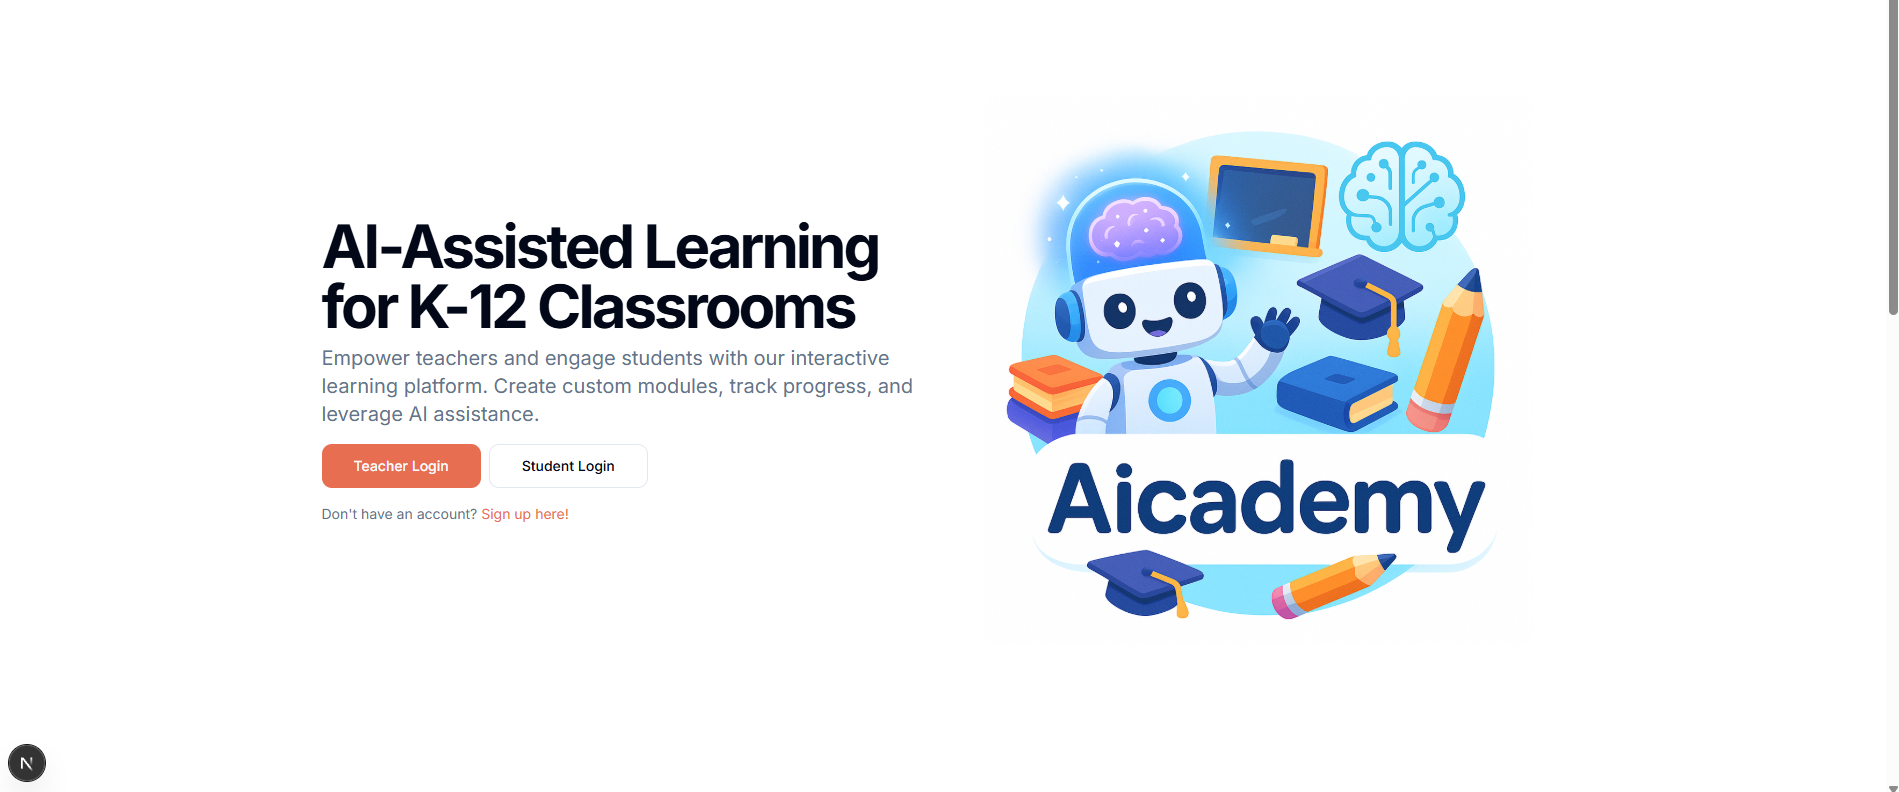 AI-Assisted Learning
for K-12 Classrooms
Empower teachers and engage students with our interactive
learning platform. Create custom modules, track progress, and
leverage AI assistance.
Teacher Login
Student Login
Don't have an account? Sign up here!
Aicademy
N